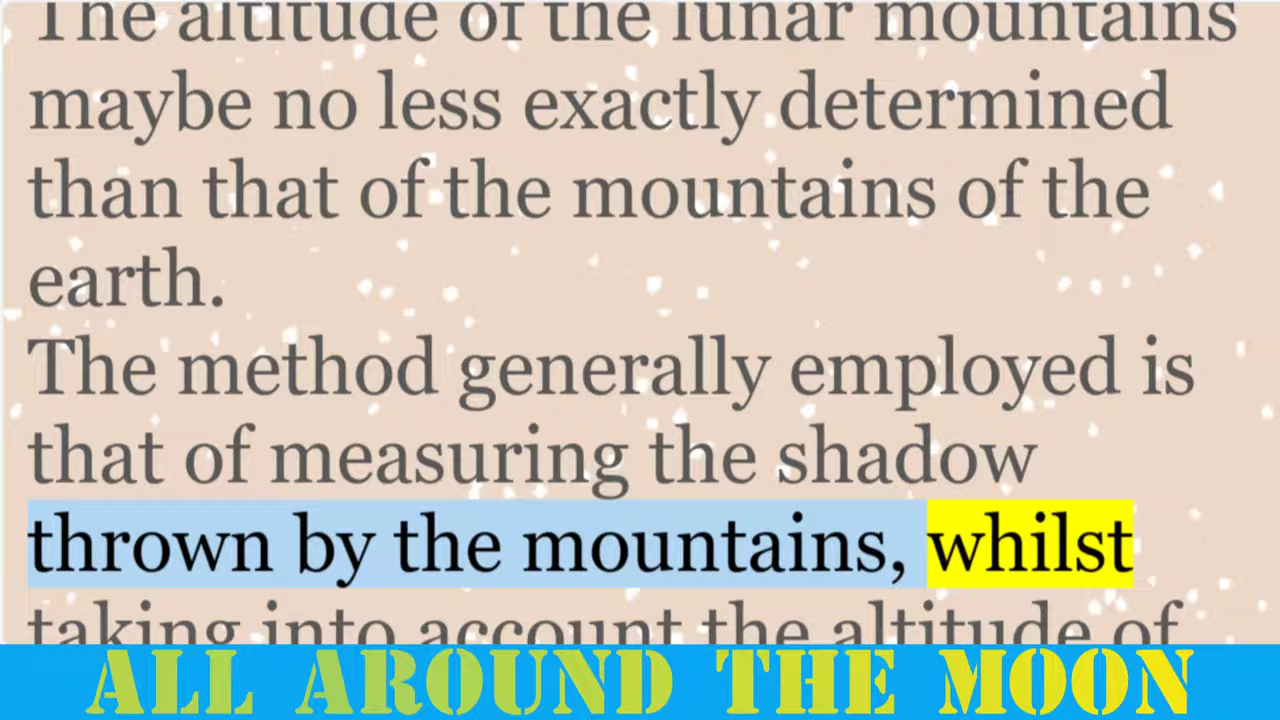 The altitude of the lunar mountains
maybe no less exactly determined
than that of the mountains of the
earth.
The method generally employed is
that of measuring the shadow
thrown by the mountains, whilst
taking into account the altitude of
ALL AROUND THE MOON